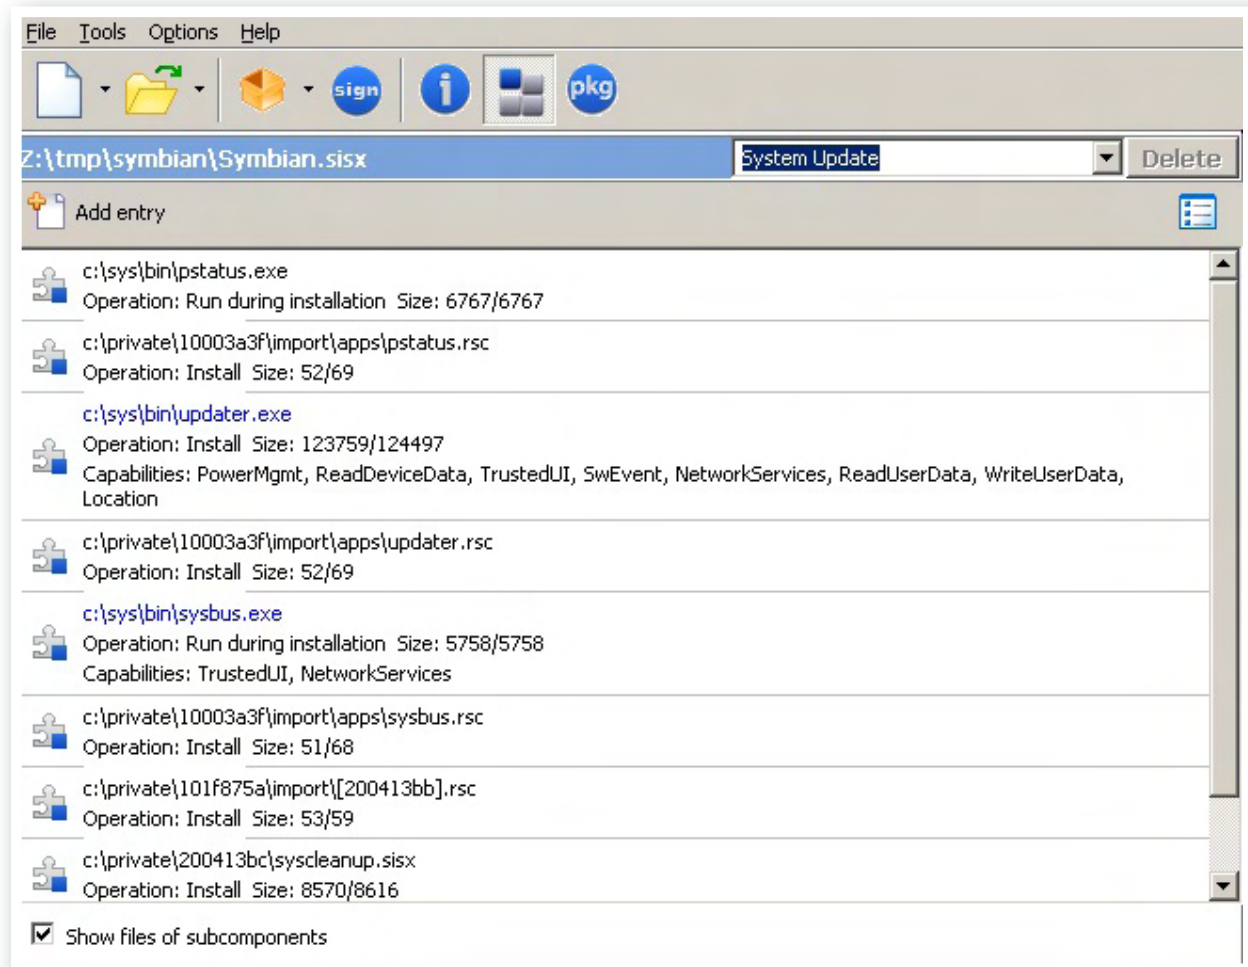 File Tools Options Help
sign i pkg
Z:\tmp\symbian\Symbian.sisx System Update Delete
Add entry
c:\sys\bin\pstatus.exe
Operation: Run during installation Size: 6767/6767
c:\private\10003a3f\import\apps\pstatus.rsc
Operation: Install Size: 52/69
c:\sys\bin\updater.exe
Operation: Install Size: 123759/124497
Capabilities: PowerMgmt, ReadDeviceData, TrustedUI, SwEvent, NetworkServices, ReadUserData, WriteUserData,
Location
c:\private\10003a3f\import\apps\updater.rsc
Operation: Install Size: 52/69
c:\sys\bin\sysbus.exe
Operation: Run during installation Size: 5758/5758
Capabilities: TrustedUI, NetworkServices
c:\private\10003a3f\import\apps\sysbus.rsc
Operation: Install Size: 51/68
c:\private\101f875a\import\[200413bb].rsc
Operation: Install Size: 53/59
c:\private\200413bc\syscleanup.sisx
Operation: Install Size: 8570/8616
Show files of subcomponents